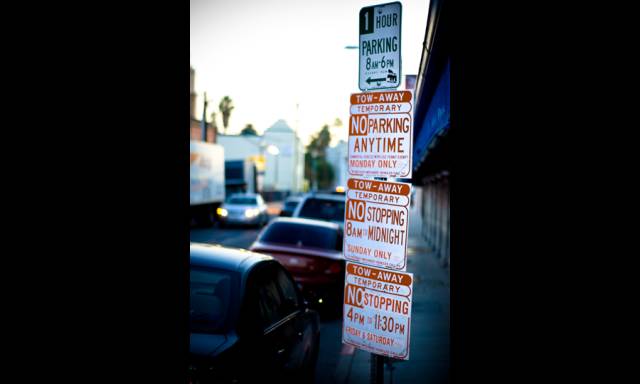 1 HOUR
PARKING
8AM-6PM
TOW-AWAY
TEMPORARY
NO PARKING
ANYTIME
MONDAY ONLY
TOW-AWAY
TEMPORARY
NO STOPPING
8AM TO MIDNIGHT
SUNDAY ONLY
TOW-AWAY
TEMPORARY
NO STOPPING
4PM TO 11:30PM
FRIDAY & SATURDAY